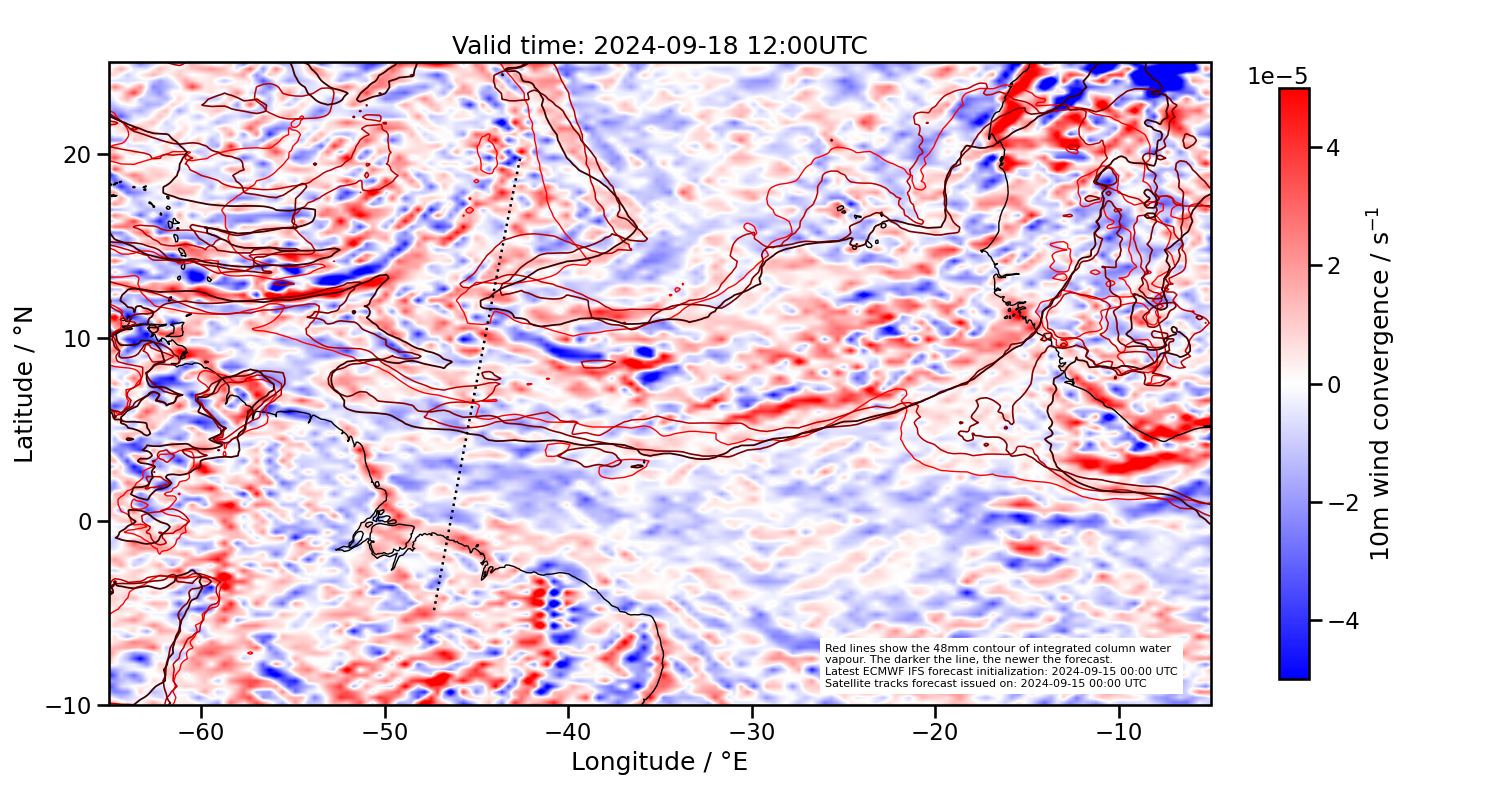 Valid time: 2024-09-18 12:00UTC
1e−5
20
10
0
−10
Latitude / °N
−60
−50
−40
−30
−20
−10
Longitude / °E
4
2
0
−2
−4
10m wind convergence / s⁻¹
Red lines show the 48mm contour of integrated column water
vapour. The darker the line, the newer the forecast.
Latest ECMWF IFS forecast initialization: 2024-09-15 00:00 UTC
Satellite tracks forecast issued on: 2024-09-15 00:00 UTC